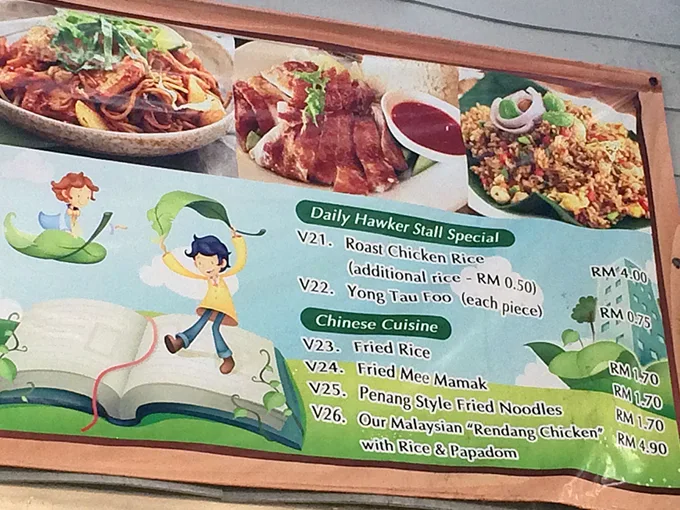 Daily Hawker Stall Special
V21. Roast Chicken Rice RM 4.00
(additional rice - RM 0.50)
V22. Yong Tau Foo (each piece) RM 0.75
Chinese Cuisine
V23. Fried Rice RM 1.70
V24. Fried Mee Mamak RM 1.70
V25. Penang Style Fried Noodles RM 1.70
V26. Our Malaysian "Rendang Chicken" RM 4.90
with Rice & Papadom